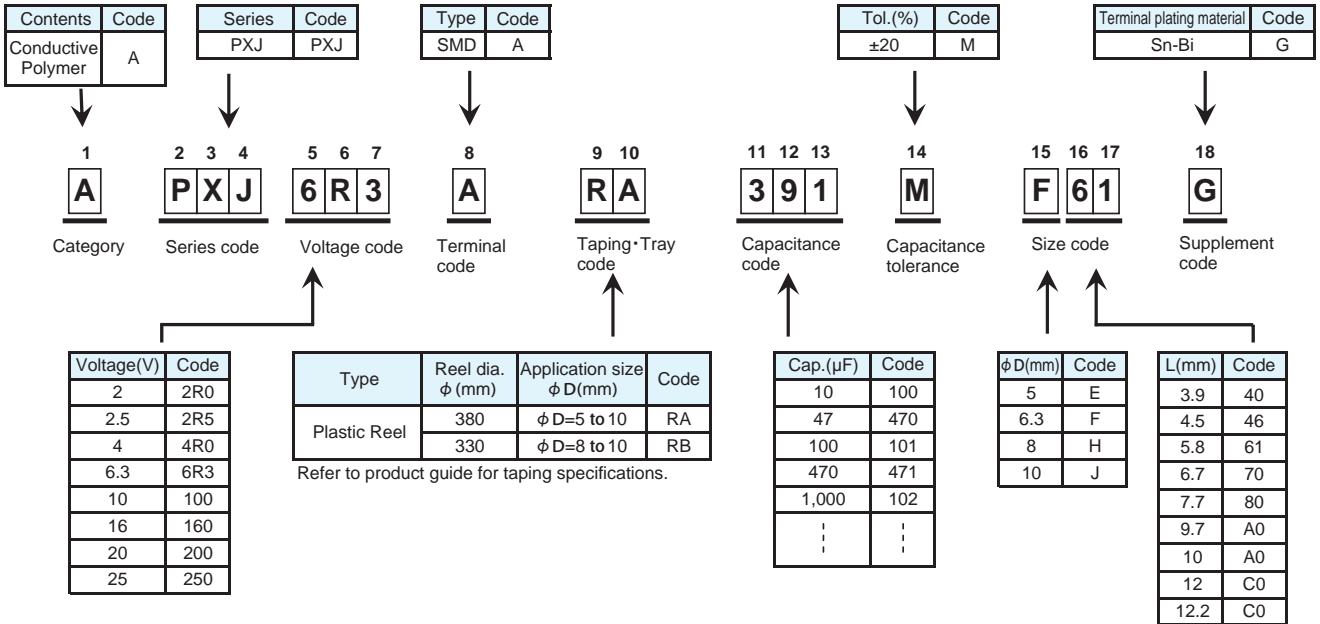 Contents Code
Conductive Polymer A
Series Code
PXJ PXJ
Type Code
SMD A
Tol.(%) Code
±20 M
Terminal plating material Code
Sn-Bi G
1 2 3 4 5 6 7 8 9 10 11 12 13 14 15 16 17 18
A P X J 6 R 3 A R A 3 9 1 M F 6 1 G
Category
Series code
Voltage code
Terminal
code
Taping・Tray
code
Capacitance
code
Capacitance
tolerance
Size code
Supplement
code
Voltage(V) Code
2 2R0
2.5 2R5
4 4R0
6.3 6R3
10 100
16 160
20 200
25 250
Type Reel dia. φ (mm) Application size φD(mm) Code
Plastic Reel 380 φD=5 to 10 RA
330 φD=8 to 10 RB
Refer to product guide for taping specifications.
Cap.(µF) Code
10 100
47 470
100 101
470 471
1,000 102
φD(mm) Code
5 E
6.3 F
8 H
10 J
L(mm) Code
3.9 40
4.5 46
5.8 61
6.7 70
7.7 80
9.7 A0
10 A0
12 C0
12.2 C0